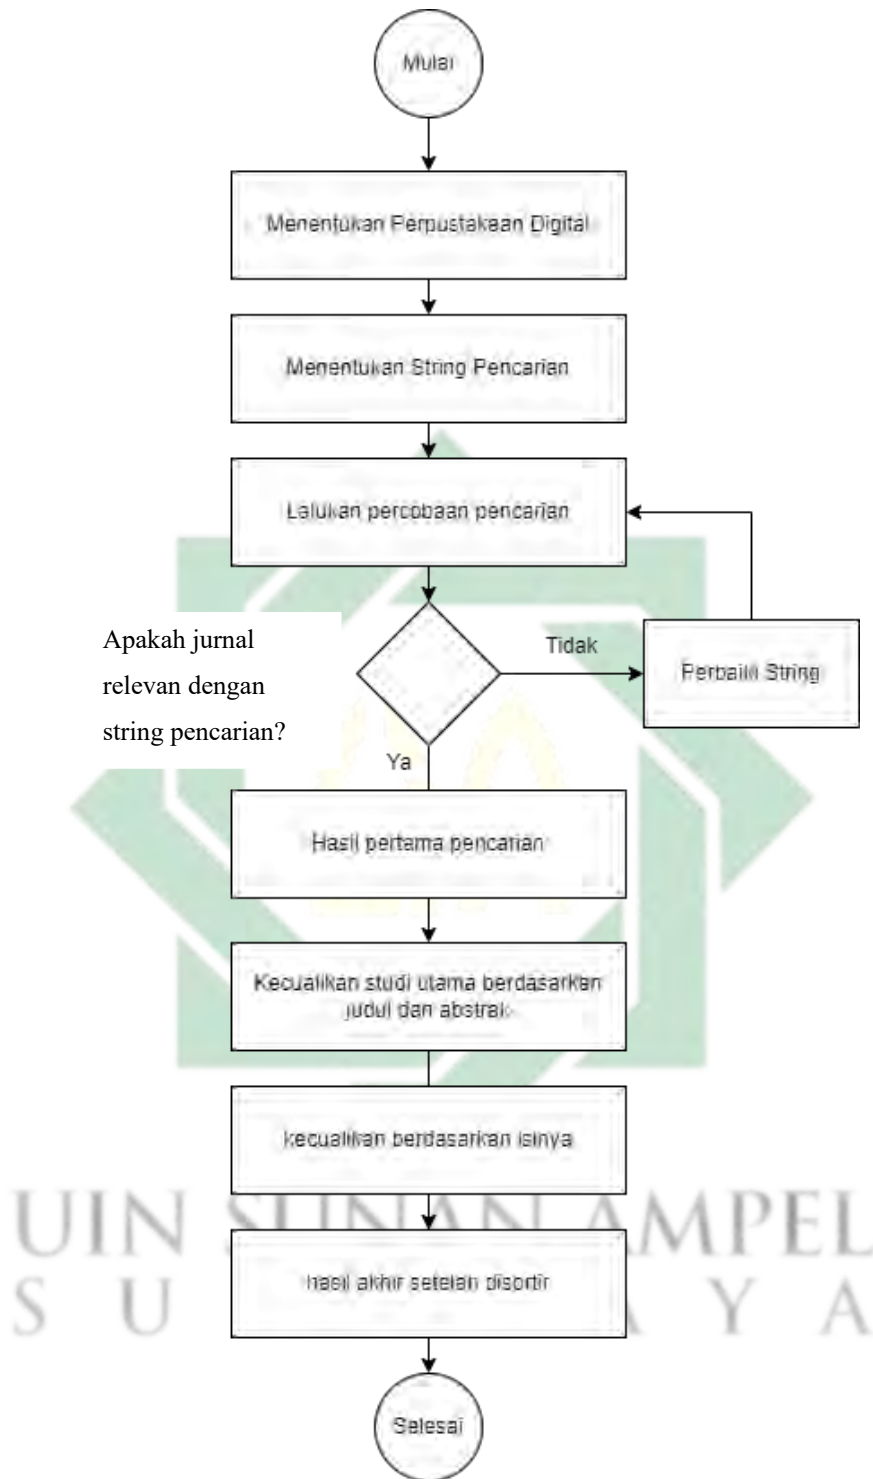 Mulai
Menentukan Perpustakaan Digital
Menentukan String Pencarian
Lalukan percobaan pencarian
Apakah jurnal
relevan dengan
string pencarian?
Tidak
Perbaiki String
Ya
Hasil pertama pencarian
Kecualikan studi utama berdasarkan
judul dan abstrak
kecualikan berdasarkan isinya
UIN SUNAN AMPEL
hasil akhir setelah disortir
S U Y A
Selesai